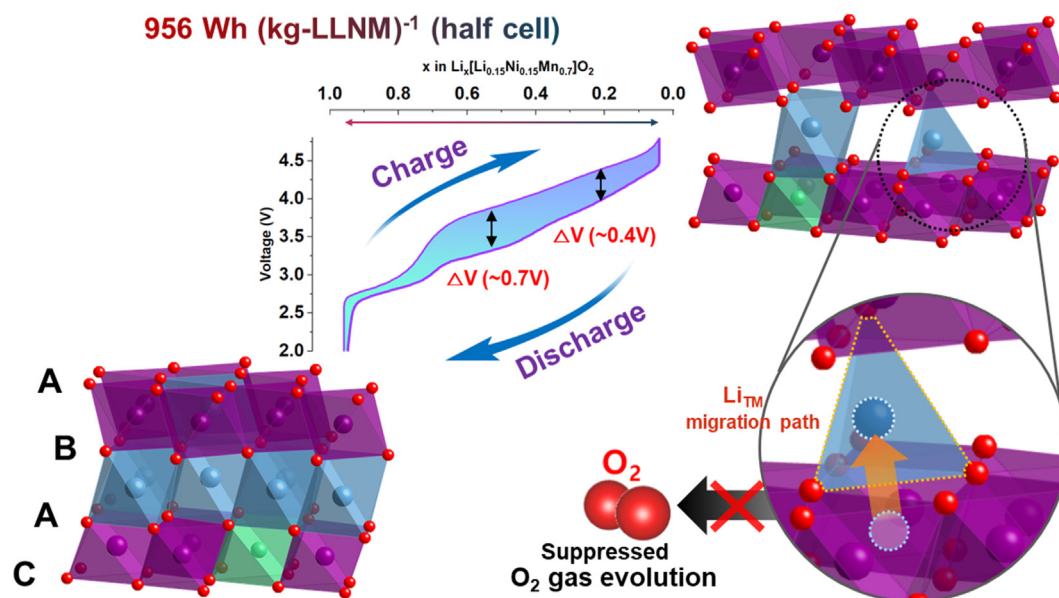 956 Wh (kg-LLNM)⁻¹ (half cell)
x in Liₓ[Li₀.₁₅Ni₀.₁₅Mn₀.₇]O₂
1.0 0.8 0.6 0.4 0.2 0.0
Voltage (V)
4.5
4.0
3.5
3.0
2.5
2.0
Charge
△V (~0.4V)
△V (~0.7V)
Discharge
A
B
A
C
Li_TM
migration path
O₂
Suppressed
O₂ gas evolution